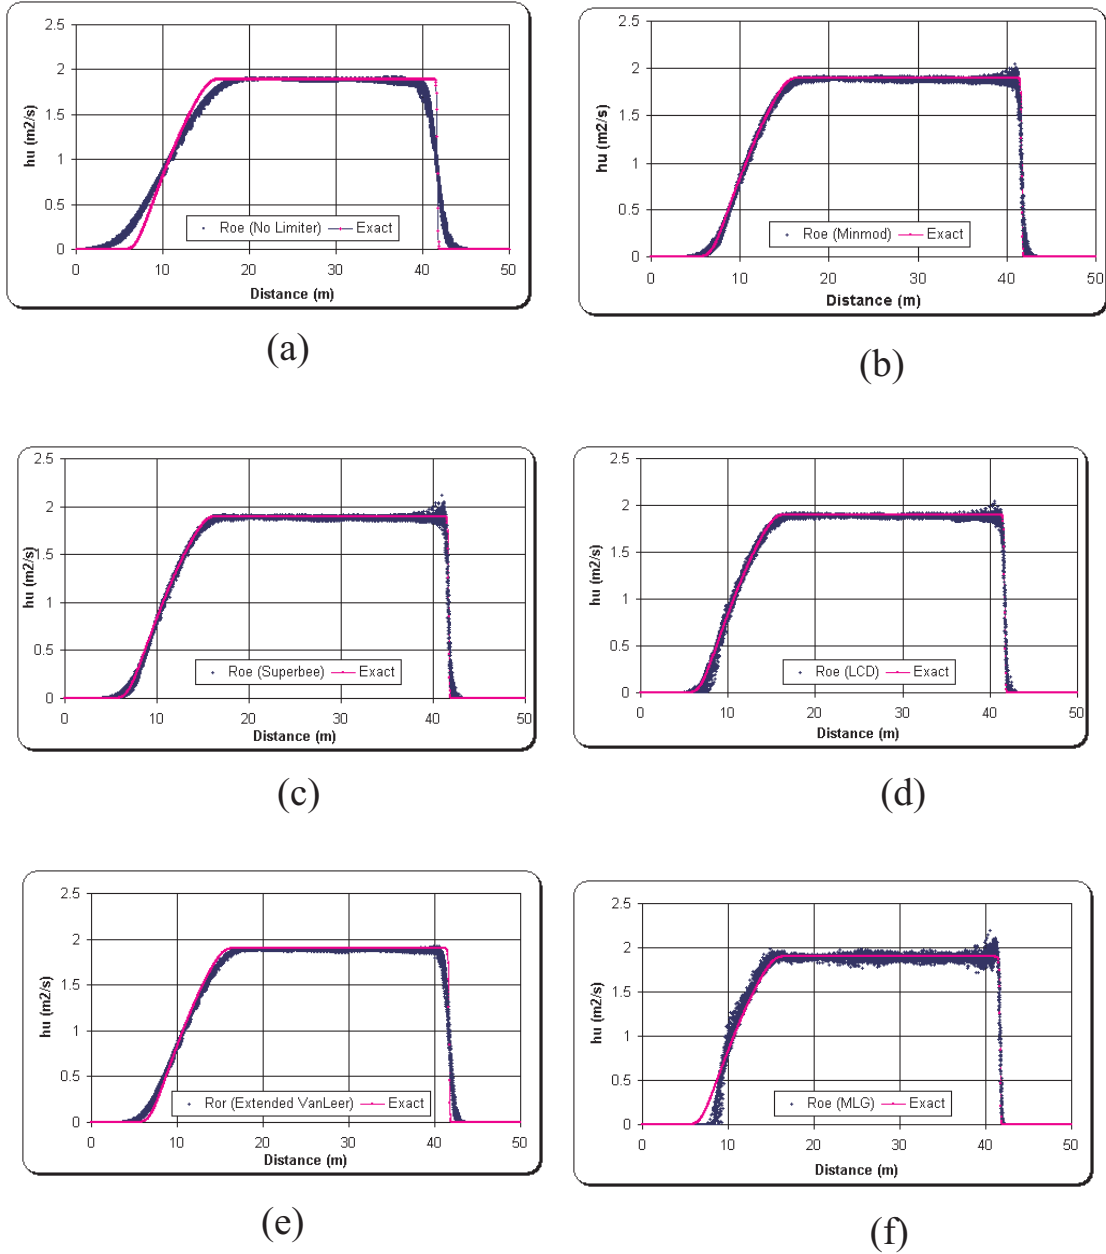 2.5
2
1.5
1
0.5
0
hu (m2/s)
Roe (No Limiter) Exact
0 10 20 30 40 50
Distance (m)
(a)
2.5
2
1.5
1
0.5
0
hu (m2/s)
Roe (Minmod) Exact
0 10 20 30 40 50
Distance (m)
(b)
2.5
2
1.5
1
0.5
0
hu (m2/s)
Roe (Superbee) Exact
0 10 20 30 40 50
Distance (m)
(c)
2.5
2
1.5
1
0.5
0
hu (m2/s)
Roe (LCD) Exact
0 10 20 30 40 50
Distance (m)
(d)
2.5
2
1.5
1
0.5
0
hu (m2/s)
Ror (Extended VanLeer) Exact
0 10 20 30 40 50
Distance (m)
(e)
2.5
2
1.5
1
0.5
0
hu (m2/s)
Roe (MLG) Exact
0 10 20 30 40 50
Distance (m)
(f)